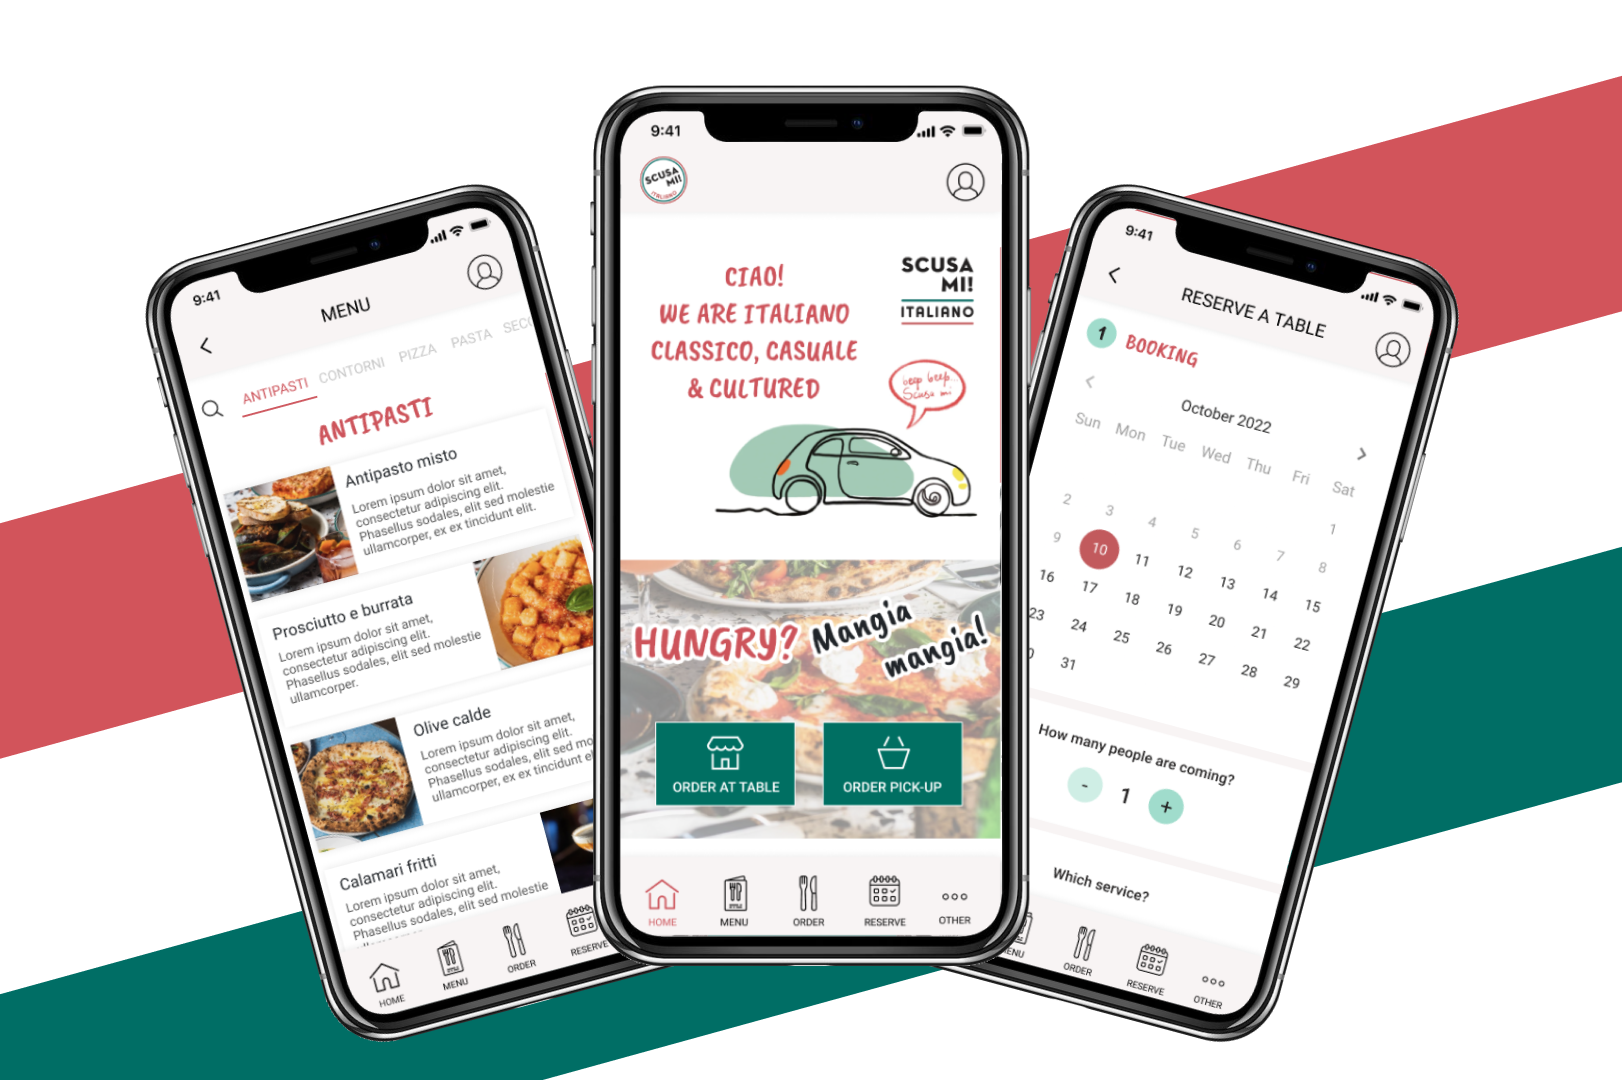 9:41
MENU
ANTIPASTI CONTORNI PIZZA PASTA
ANTIPASTI
Antipasto misto
Lorem ipsum dolor sit amet,
consectetur adipiscing elit.
Phasellus sodales, elit sed molestie
ullamcorper, ex ex tincidunt elit.
Prosciutto e burrata
Lorem ipsum dolor sit amet,
consectetur adipiscing elit.
Phasellus sodales, elit sed molestie
ullamcorper.
Olive calde
Lorem ipsum dolor sit amet,
consectetur adipiscing elit.
Phasellus sodales, elit sed mo
ullamcorper, ex ex tincidunt el
Calamari fritti
Lorem ipsum dolor sit amet,
consectetur adipiscing elit.
Phasellus sodales, elit sed molestie
HOME MENU ORDER RESERVE
9:41
SCUSA
MI!
ITALIANO
CIAO!
WE ARE ITALIANO
CLASSICO, CASUALE
& CULTURED
SCUSA
MI!
ITALIANO
beep beep...
Scusa mi
HUNGRY? Mangia
mangia!
ORDER AT TABLE ORDER PICK-UP
HOME MENU ORDER RESERVE OTHER
9:41
RESERVE A TABLE
1 BOOKING
October 2022
Sun Mon Tue Wed Thu Fri Sat
1
2 3 4 5 6 7 8
9 10 11 12 13 14 15
16 17 18 19 20 21 22
23 24 25 26 27 28 29
31
How many people are coming?
- 1 +
Which service?
ENU ORDER RESERVE OTHER